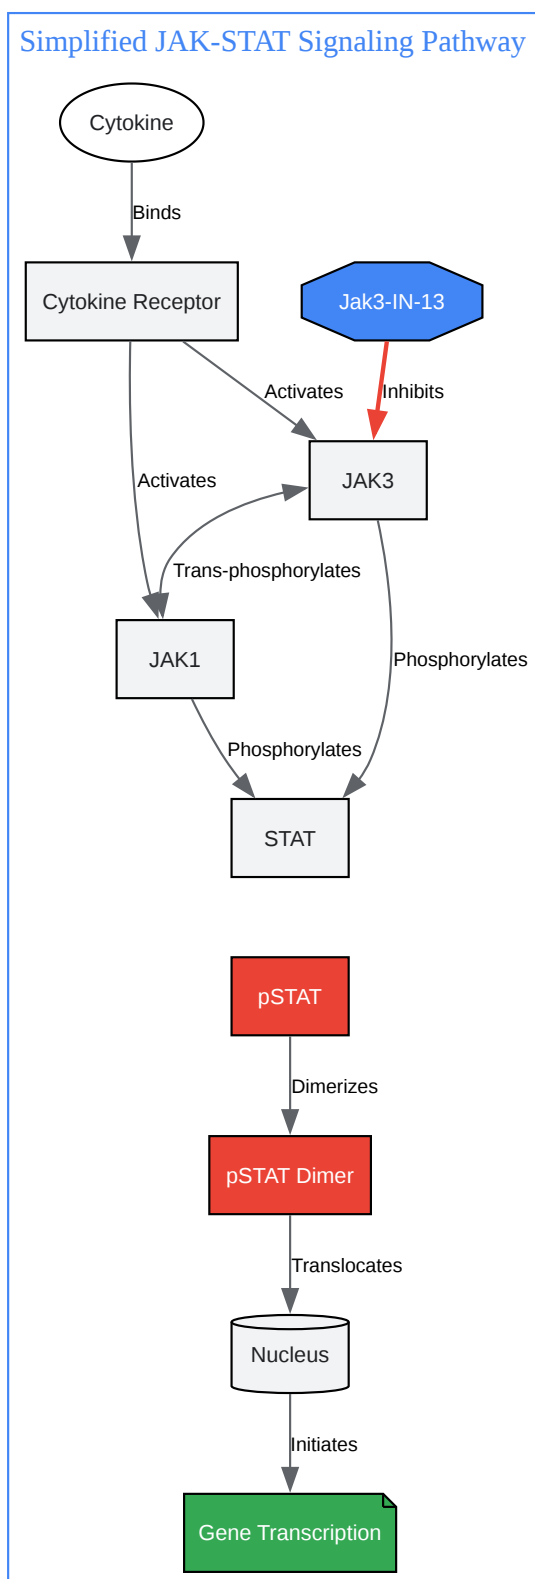 Simplified JAK-STAT Signaling Pathway
Cytokine
Binds
Cytokine Receptor
Jak3-IN-13
Activates
Inhibits
JAK3
Activates
Trans-phosphorylates
JAK1
Phosphorylates
Phosphorylates
STAT
pSTAT
Dimerizes
pSTAT Dimer
Translocates
Nucleus
Initiates
Gene Transcription